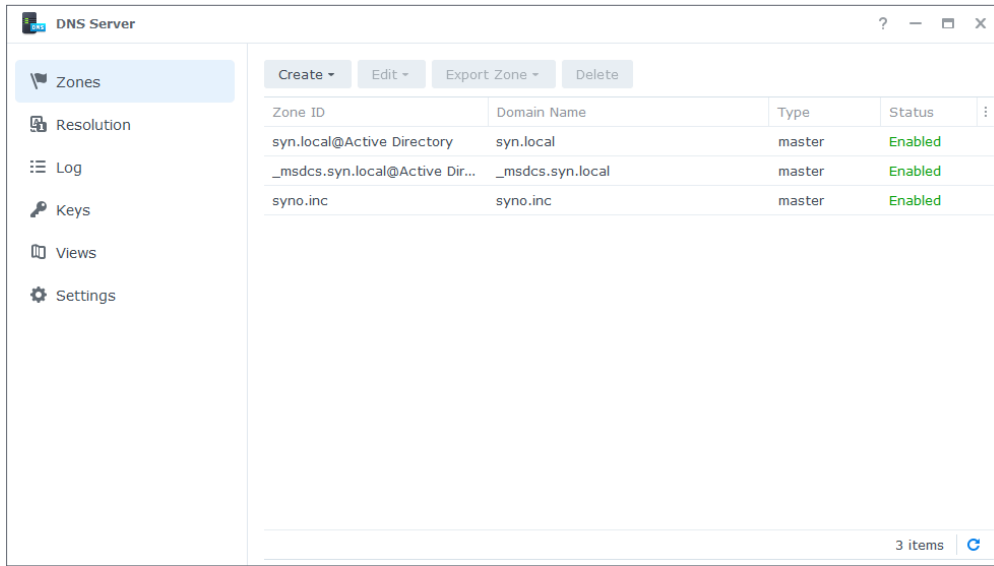 DNS Server
Zones
Resolution
Log
Keys
Views
Settings
Create Edit Export Zone Delete
Zone ID Domain Name Type Status
syn.local@Active Directory syn.local master Enabled
_msdcs.syn.local@Active Dir... _msdcs.syn.local master Enabled
syno.inc syno.inc master Enabled
3 items